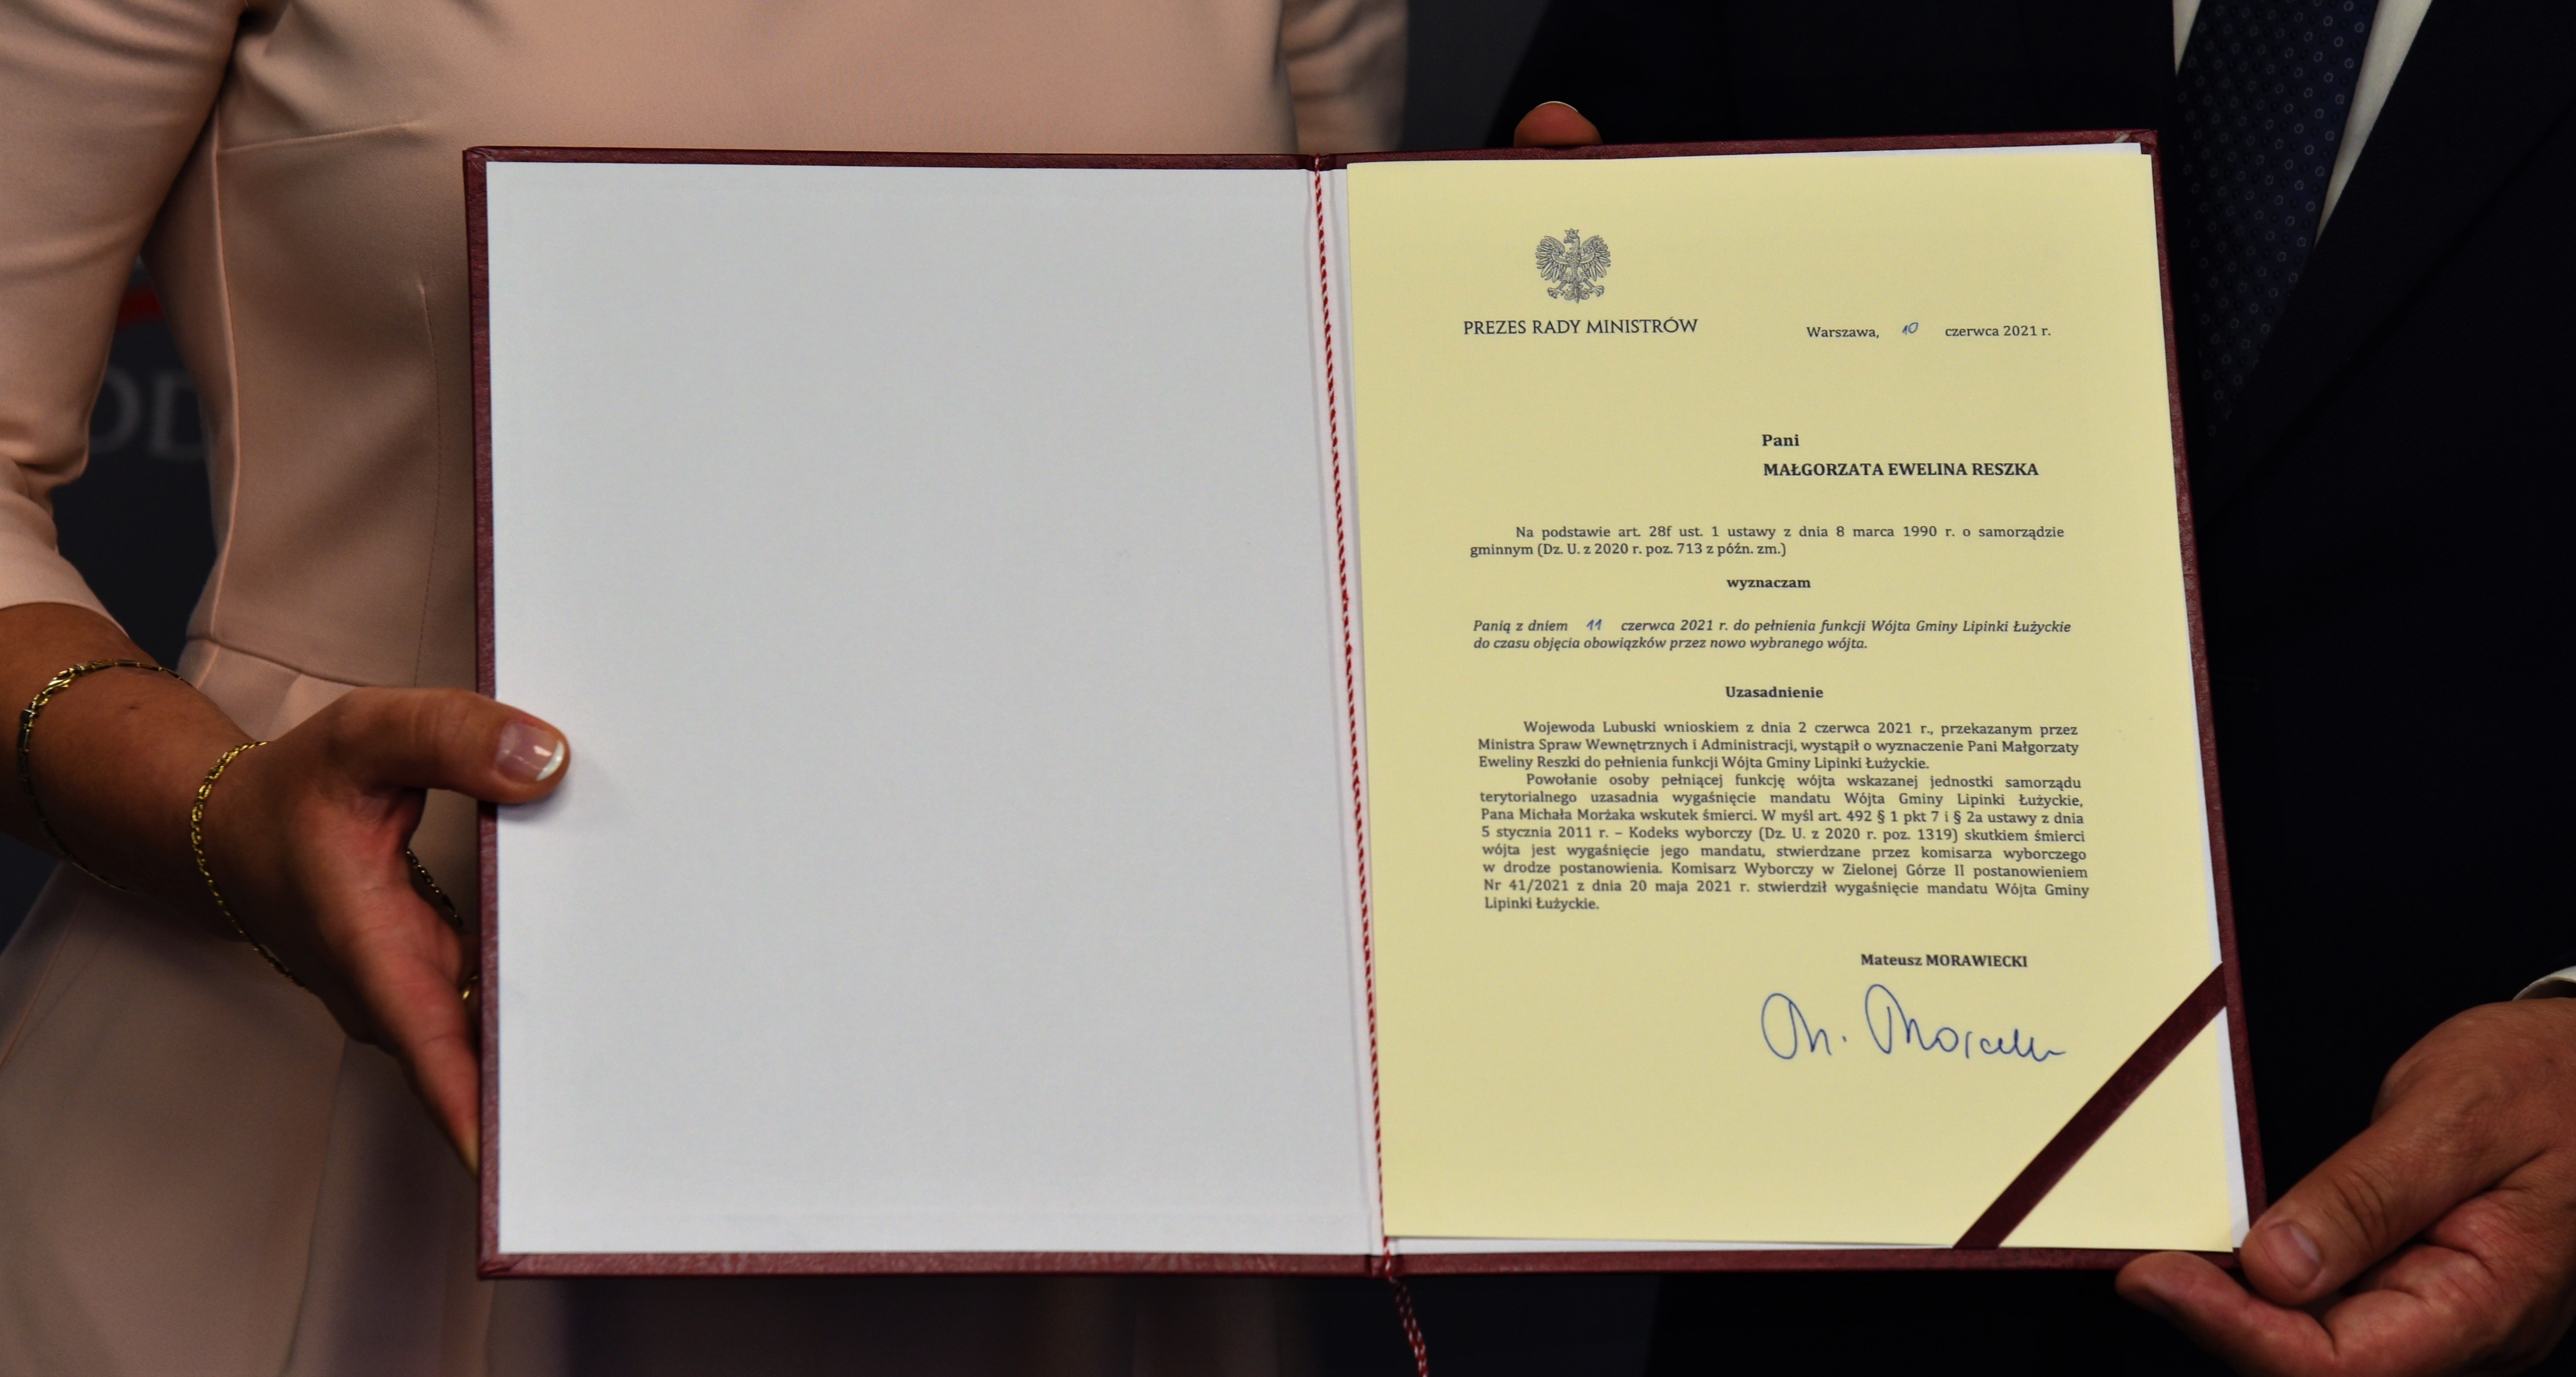 OD
PREZES RADY MINISTRÓW
Warszawa, 10 czerwca 2021 r.
Pani
MAŁGORZATA EWELINA RESZKA
Na podstawie art. 28f ust. 1 ustawy z dnia 8 marca 1990 r. o samorządzie
gminnym (Dz. U. z 2020 r. poz. 713 z późn. zm.)
wyznaczam
Panią z dniem 11 czerwca 2021 r. do pełnienia funkcji Wójta Gminy Lipinki Łużyckie
do czasu objęcia obowiązków przez nowo wybranego wójta.
Uzasadnienie
Wojewoda Lubuski wnioskiem z dnia 2 czerwca 2021 r., przekazanym przez
Ministra Spraw Wewnętrznych i Administracji, wystąpił o wyznaczenie Pani Małgorzaty
Eweliny Reszki do pełnienia funkcji Wójta Gminy Lipinki Łużyckie.
Powołanie osoby pełniącej funkcję wójta wskazanej jednostki samorządu
terytorialnego uzasadnia wygaśnięcie mandatu Wójta Gminy Lipinki Łużyckie,
Pana Michała Morżaka wskutek śmierci. W myśl art. 492 § 1 pkt 7 i § 2a ustawy z dnia
5 stycznia 2011 r. – Kodeks wyborczy (Dz. U. z 2020 r. poz. 1319) skutkiem śmierci
wójta jest wygaśnięcie jego mandatu, stwierdzane przez komisarza wyborczego
w drodze postanowienia. Komisarz Wyborczy w Zielonej Górze II postanowieniem
Nr 41/2021 z dnia 20 maja 2021 r. stwierdził wygaśnięcie mandatu Wójta Gminy
Lipinki Łużyckie.
Mateusz MORAWIECKI